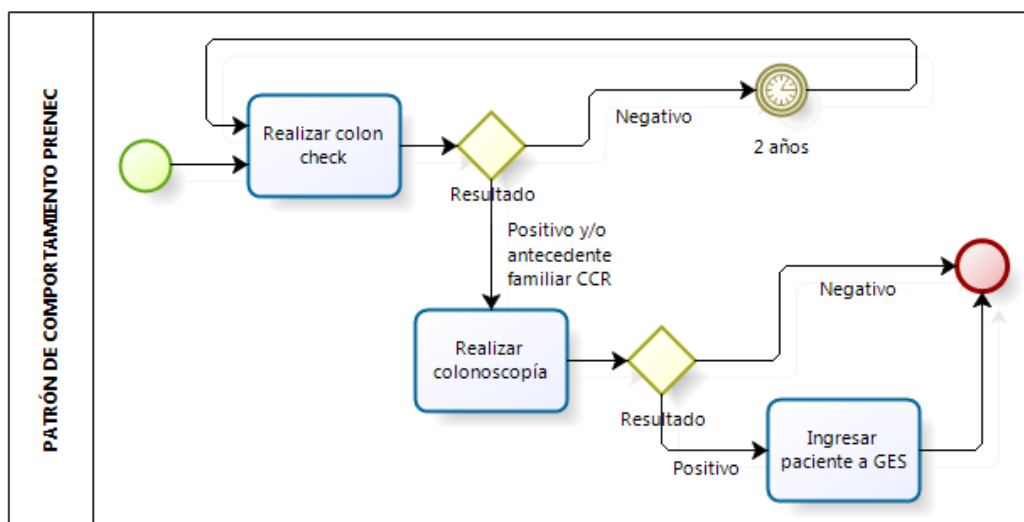 PATRÓN DE COMPORTAMIENTO PRENEC
Realizar colon
check
Resultado
Negativo
2 años
Positivo y/o
antecedente
familiar CCR
Realizar
colonoscopía
Resultado
Negativo
Positivo
Ingresar
paciente a GES